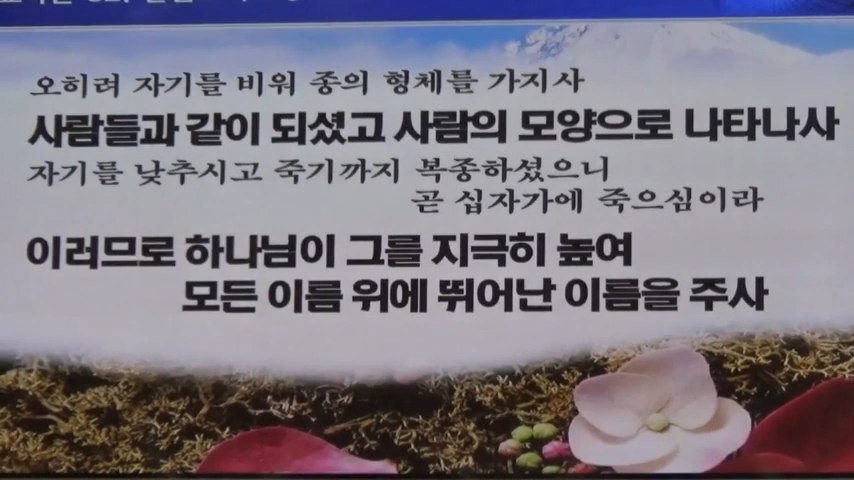 오히려 자기를 비워 종의 형체를 가지사
사람들과 같이 되셨고 사람의 모양으로 나타나사
자기를 낮추시고 죽기까지 복종하셨으니
곧 십자가에 죽으심이라
이러므로 하나님이 그를 지극히 높여
모든 이름 위에 뛰어난 이름을 주사